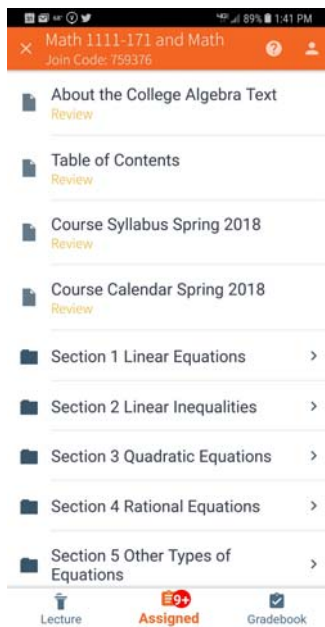 89% 1:41 PM
Math 1111-171 and Math
Join Code: 759376
About the College Algebra Text
Review
Table of Contents
Review
Course Syllabus Spring 2018
Review
Course Calendar Spring 2018
Review
Section 1 Linear Equations
Section 2 Linear Inequalities
Section 3 Quadratic Equations
Section 4 Rational Equations
Section 5 Other Types of
Equations
9+
Lecture Assigned Gradebook